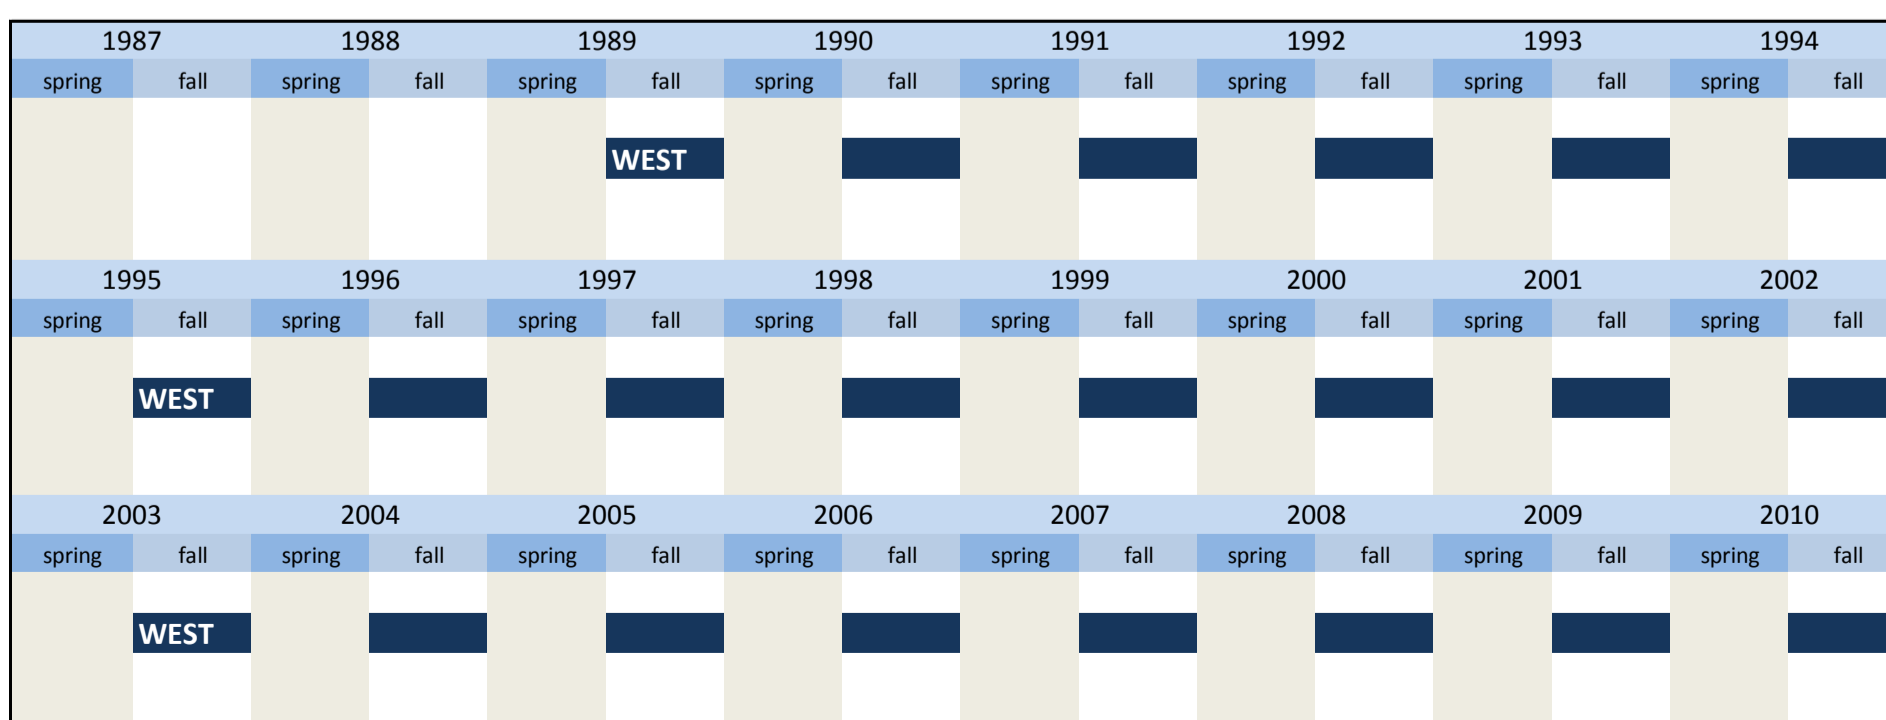 1987 1988 1989 1990 1991 1992 1993 1994
spring fall spring fall spring fall spring fall spring fall spring fall spring fall spring fall
WEST
1995 1996 1997 1998 1999 2000 2001 2002
spring fall spring fall spring fall spring fall spring fall spring fall spring fall spring fall
WEST
2003 2004 2005 2006 2007 2008 2009 2010
spring fall spring fall spring fall spring fall spring fall spring fall spring fall spring fall
WEST